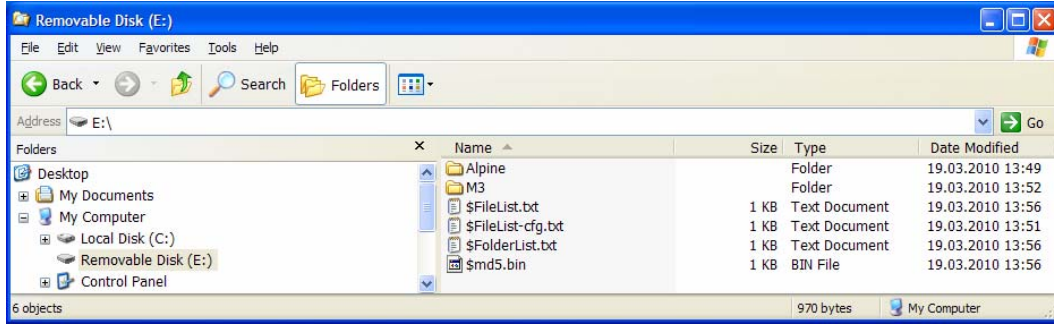 Removable Disk (E:)
File Edit View Favorites Tools Help
Back Search Folders
Address E:\ Go
Folders × Name Size Type Date Modified
Desktop
My Documents
My Computer
Local Disk (C:)
Removable Disk (E:)
Control Panel
Alpine Folder 19.03.2010 13:49
M3 Folder 19.03.2010 13:52
$FileList.txt 1 KB Text Document 19.03.2010 13:56
$FileList-cfg.txt 1 KB Text Document 19.03.2010 13:51
$FolderList.txt 1 KB Text Document 19.03.2010 13:56
$md5.bin 1 KB BIN File 19.03.2010 13:56
6 objects 970 bytes My Computer